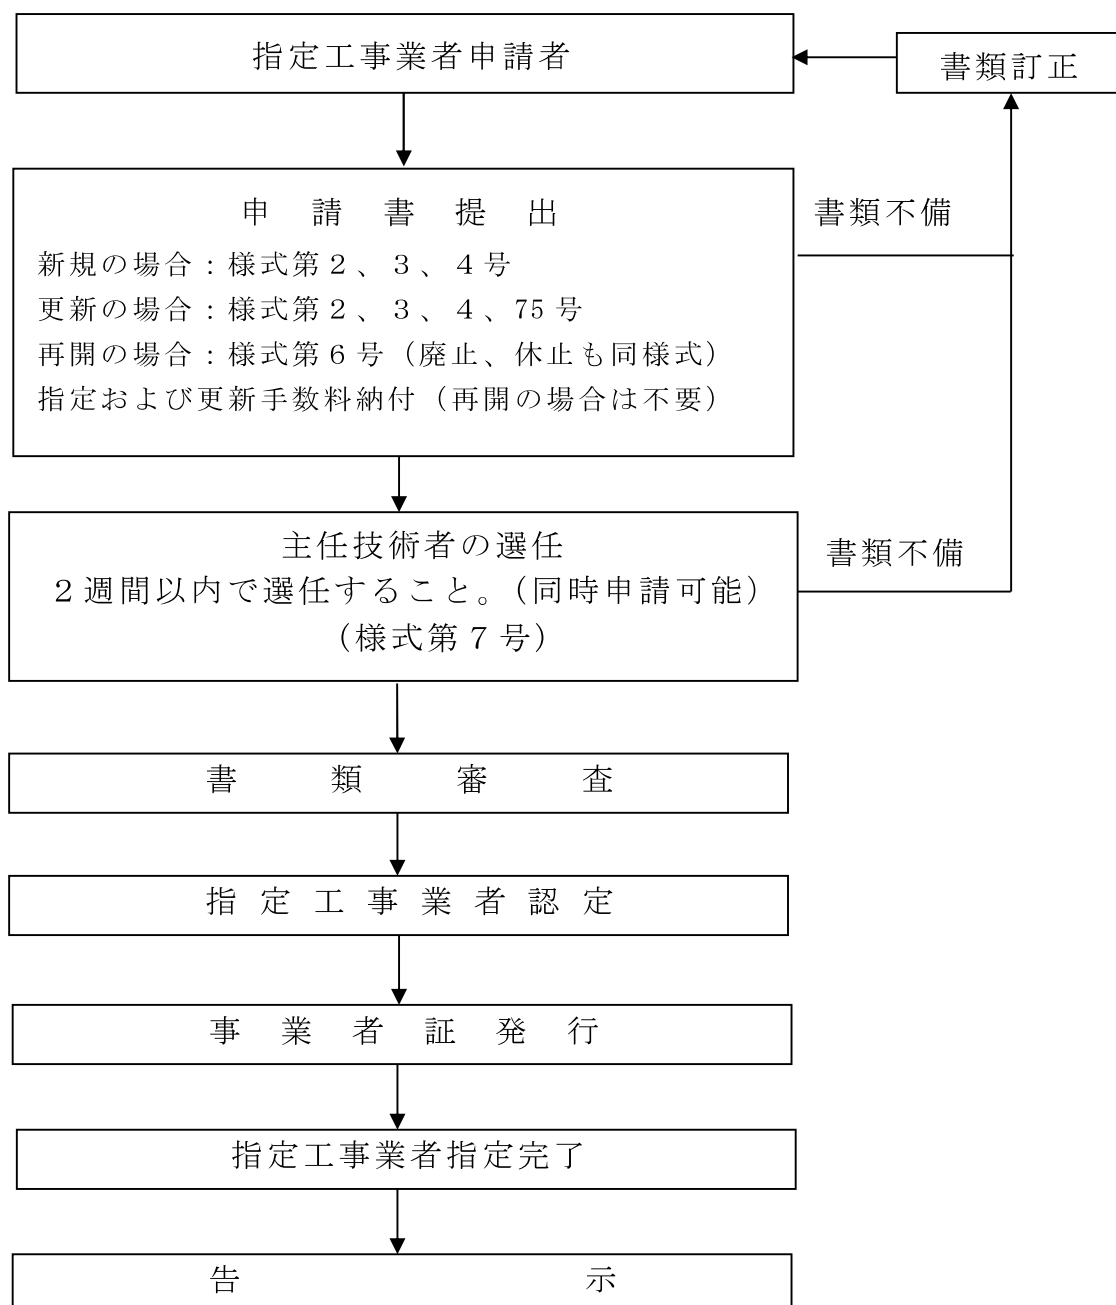 指定工事業者申請者
書類訂正
申請書提出
書類不備
新規の場合：様式第２、３、４号
更新の場合：様式第２、３、４、75号
再開の場合：様式第６号（廃止、休止も同様式）
指定および更新手数料納付（再開の場合は不要）
主任技術者の選任
書類不備
２週間以内で選任すること。（同時申請可能）
（様式第７号）
書類審査
指定工事業者認定
事業者証発行
指定工事業者指定完了
告示